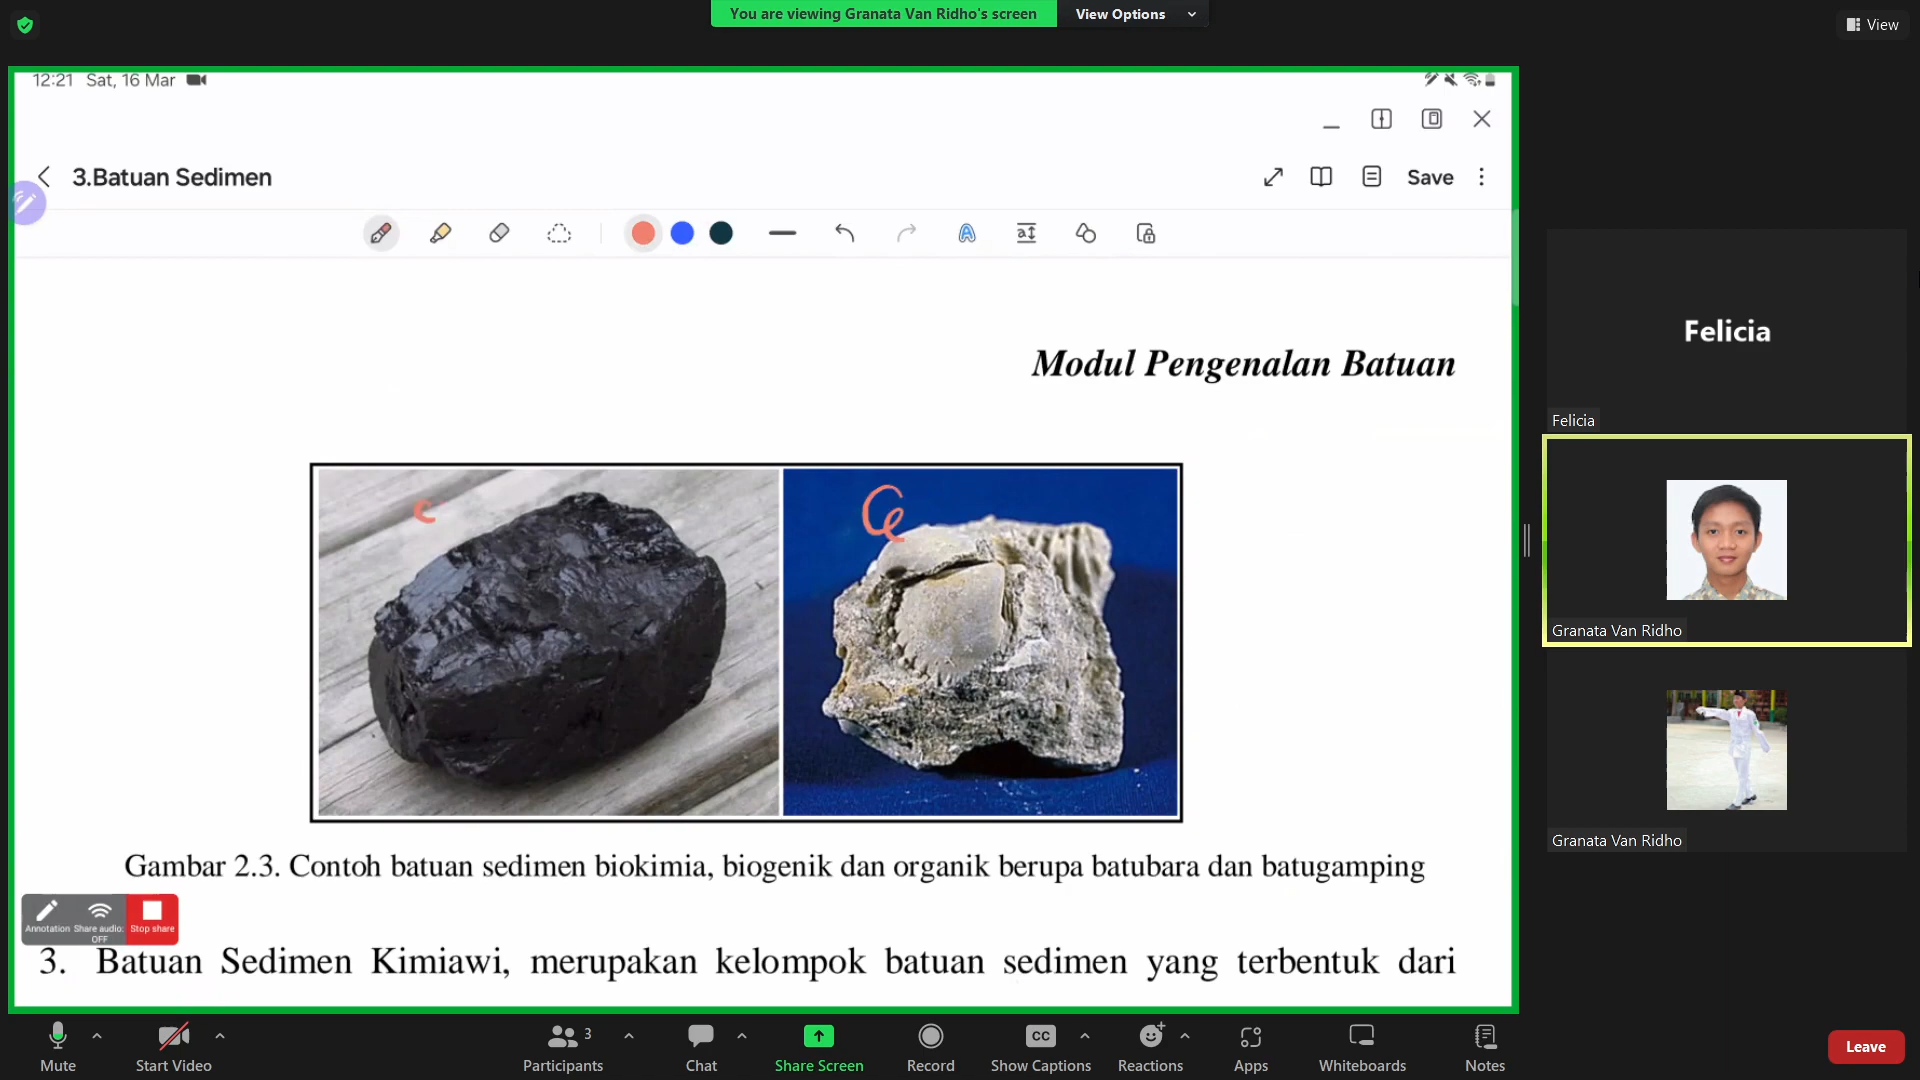 You are viewing Granata Van Ridho's screen View Options
View
12:21 Sat, 16 Mar
3.Batuan Sedimen
Save
Modul Pengenalan Batuan
Gambar 2.3. Contoh batuan sedimen biokimia, biogenik dan organik berupa batubara dan batugamping
Annotation Share audio: OFF Stop share
3. Batuan Sedimen Kimiawi, merupakan kelompok batuan sedimen yang terbentuk dari
Felicia
Felicia
Granata Van Ridho
Granata Van Ridho
Mute
Start Video
3
Participants
Chat
Share Screen
Record
CC
Show Captions
Reactions
Apps
Whiteboards
Notes
Leave